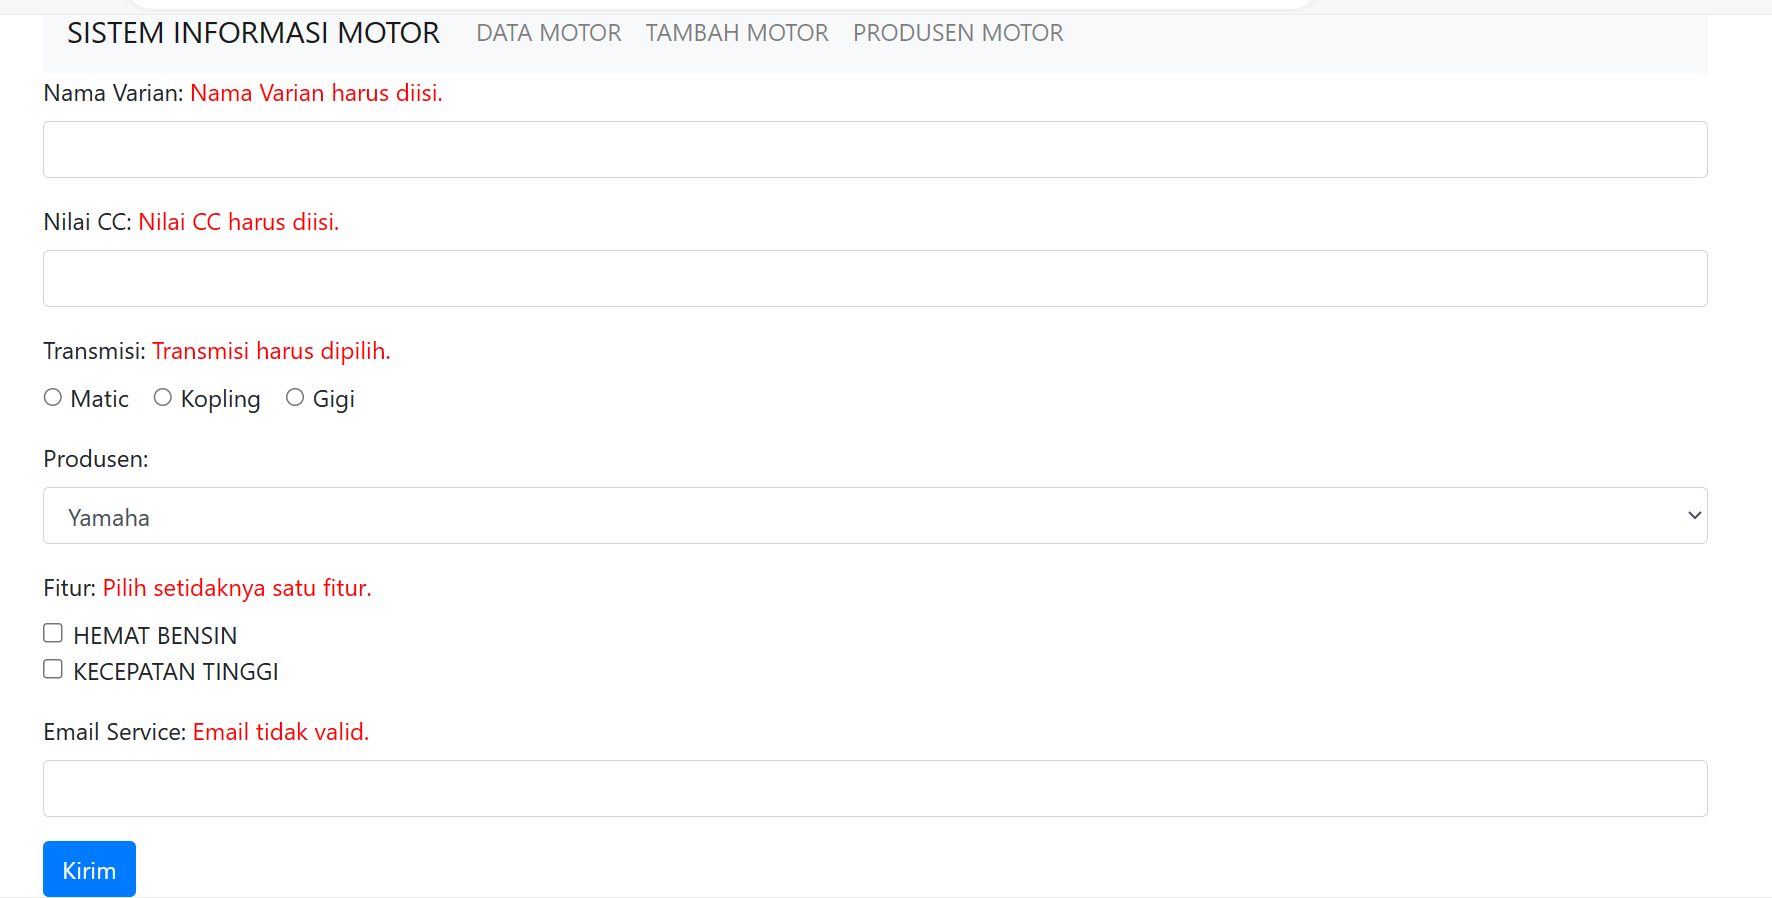 SISTEM INFORMASI MOTOR DATA MOTOR TAMBAH MOTOR PRODUSEN MOTOR
Nama Varian: Nama Varian harus diisi.
Nilai CC: Nilai CC harus diisi.
Transmisi: Transmisi harus dipilih.
Matic Kopling Gigi
Produsen:
Yamaha
Fitur: Pilih setidaknya satu fitur.
HEMAT BENSIN
KECEPATAN TINGGI
Email Service: Email tidak valid.
Kirim